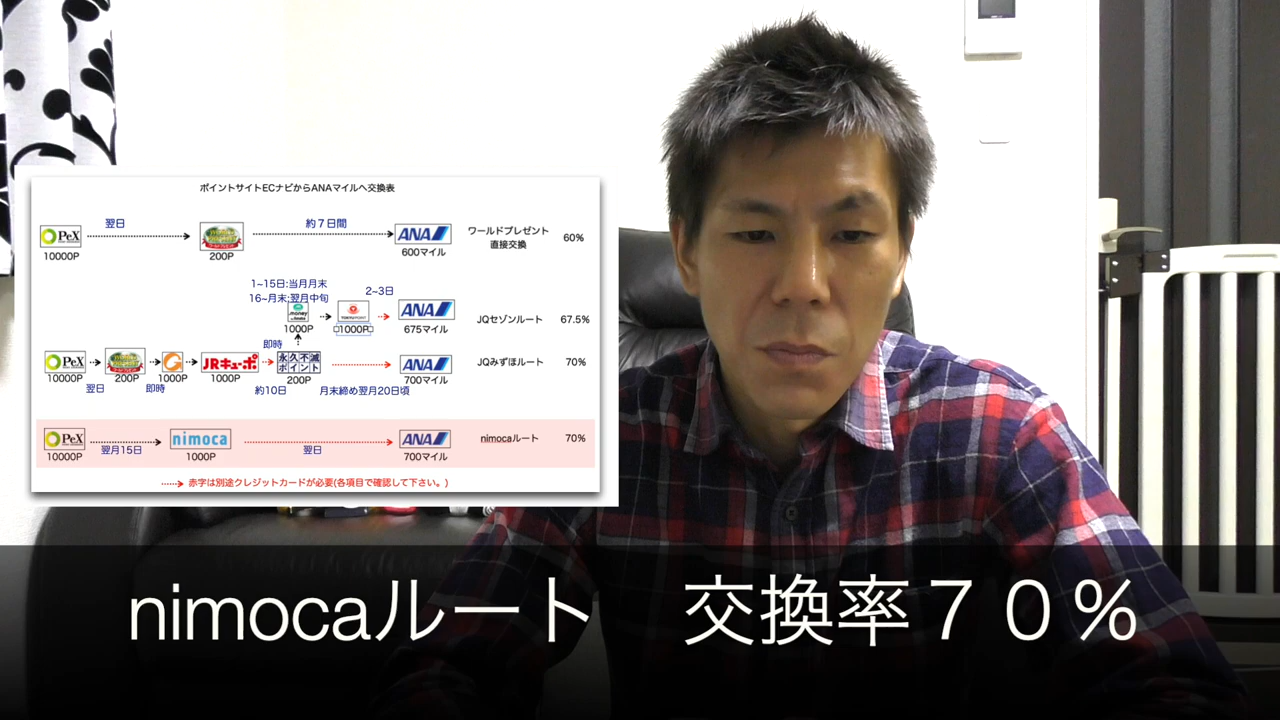 ポイントサイトECナビからANAマイルへ交換表
翌日
約７日間
PeX
ANA
ワールドプレゼント
直接交換
60%
10000P
200P
600マイル
1~15日:当月月末
16~月末:翌月中旬
2~3日
money
TOKYU POINT
ANA
JQセゾンルート
67.5%
1000P
1000P
675マイル
即時
PeX
JRキューポ
永久不滅
ポイント
ANA
JQみずほルート
70%
10000P
200P
1000P
1000P
200P
700マイル
翌日
即時
約10日
月末締め翌月20日頃
PeX
nimoca
ANA
nimocaルート
70%
10000P
翌月15日
1000P
翌日
700マイル
赤字は別途クレジットカードが必要(各項目で確認して下さい。)
nimocaルート　交換率７０％